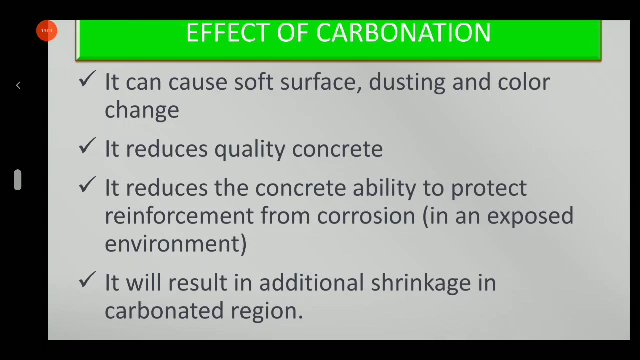 EFFECT OF CARBONATION
✓ It can cause soft surface, dusting and color
change
✓ It reduces quality concrete
✓ It reduces the concrete ability to protect
reinforcement from corrosion (in an exposed
environment)
✓ It will result in additional shrinkage in
carbonated region.